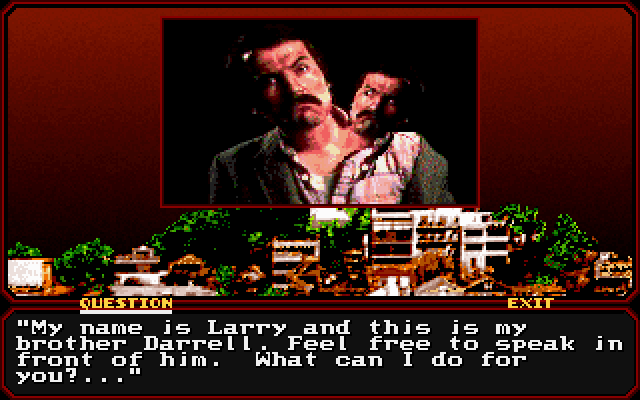 QUESTION EXIT
"My name is Larry and this is my
brother Darrell. Feel free to speak in
front of him.  What can I do for
you?..."